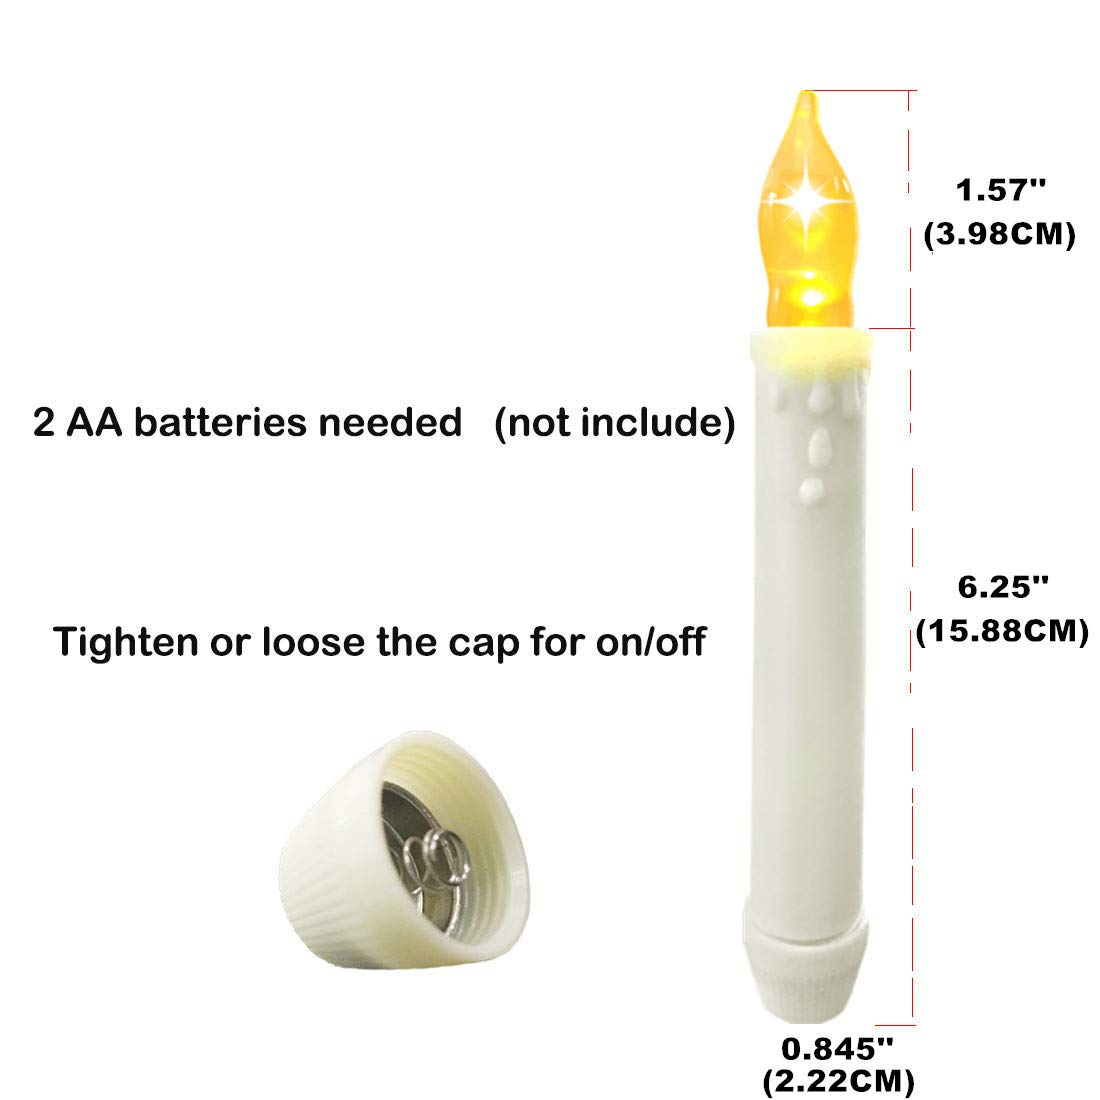 1.57"
(3.98CM)
2 AA batteries needed (not include)
6.25"
(15.88CM)
Tighten or loose the cap for on/off
0.845"
(2.22CM)